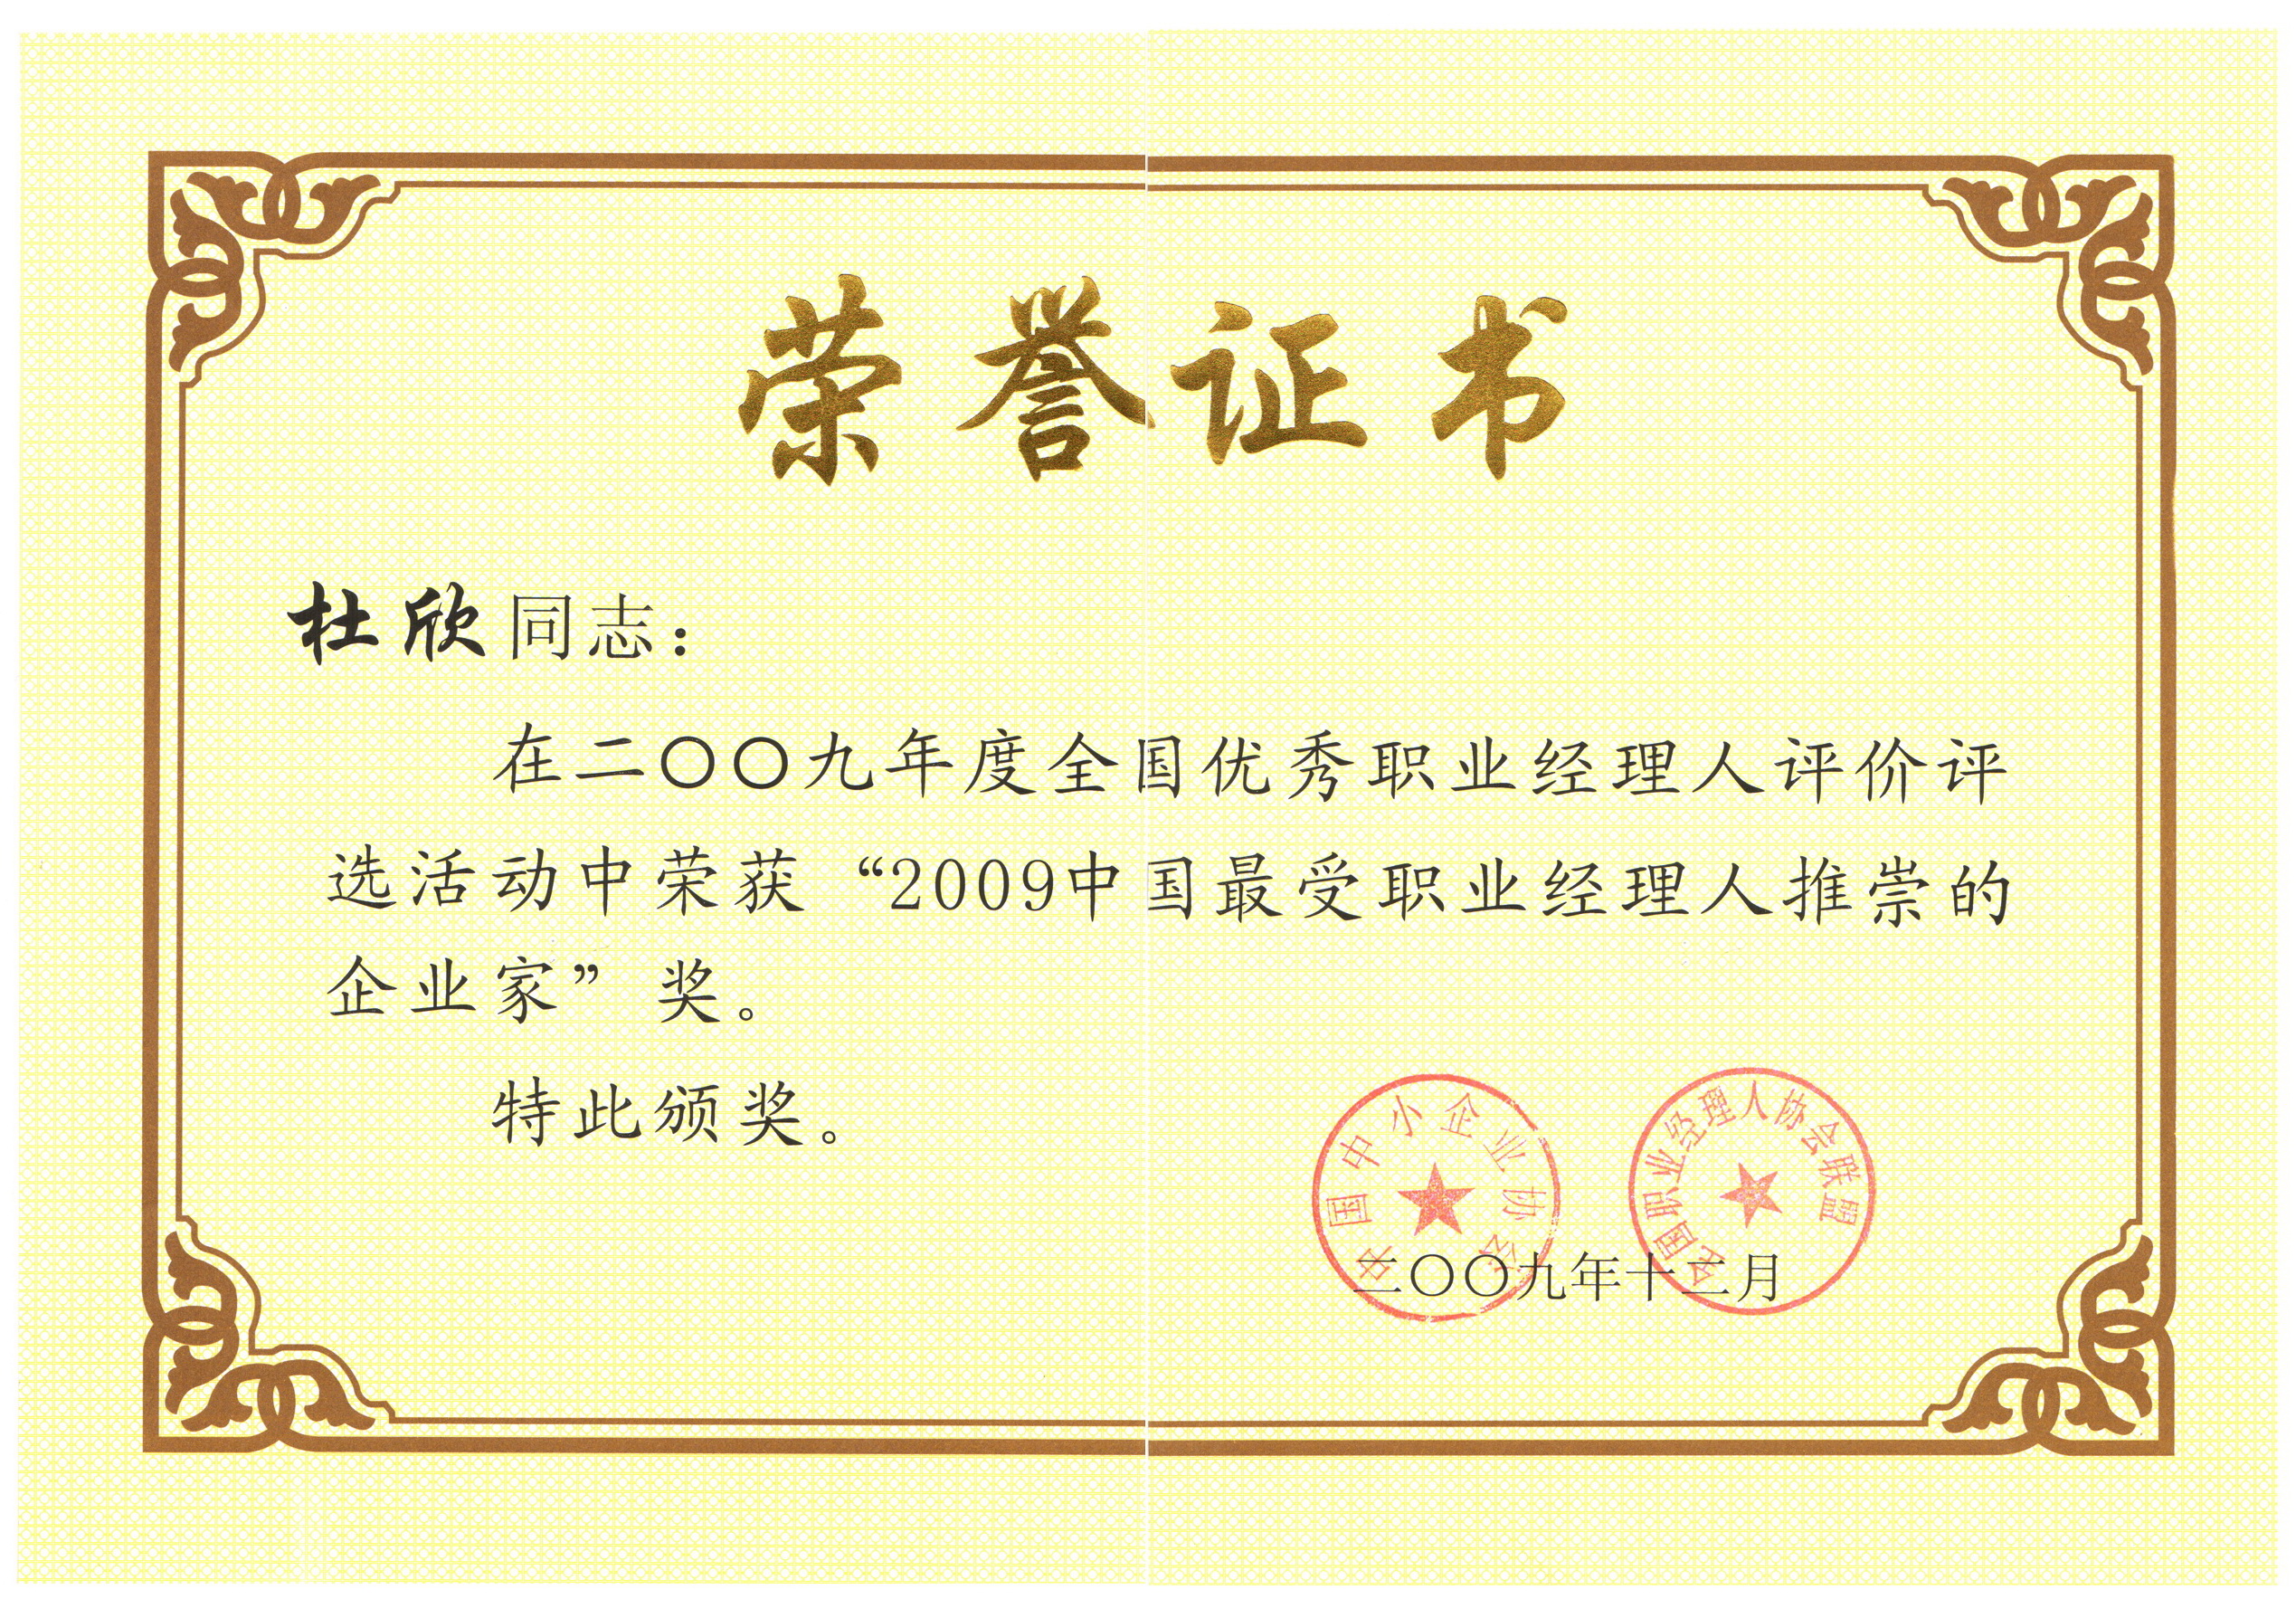 荣誉证书
杜欣同志：
在二〇〇九年度全国优秀职业经理人评价评
选活动中荣获“2009中国最受职业经理人推崇的
企业家”奖。
特此颁奖。
中国中小企业协会
全国职业经理人协会联盟
二〇〇九年十二月